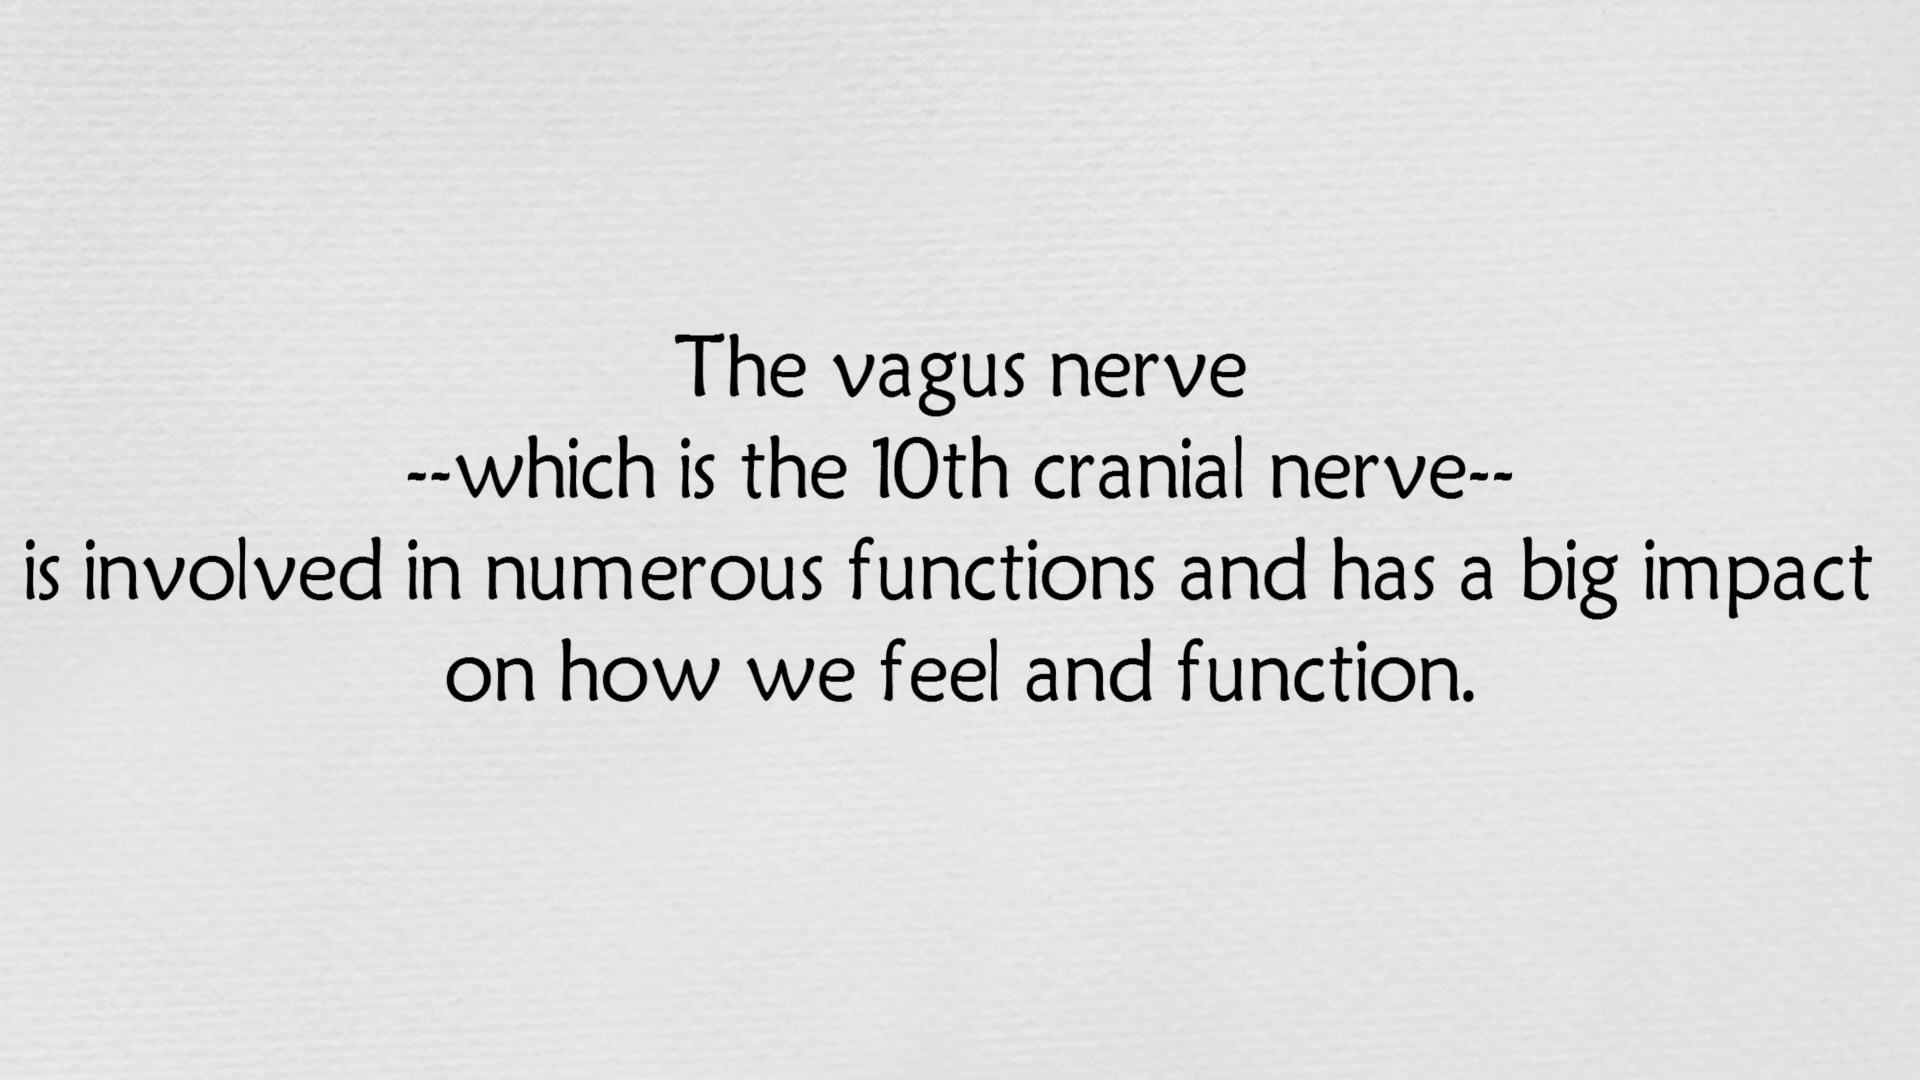 The vagus nerve
--which is the 10th cranial nerve--
is involved in numerous functions and has a big impact
on how we feel and function.